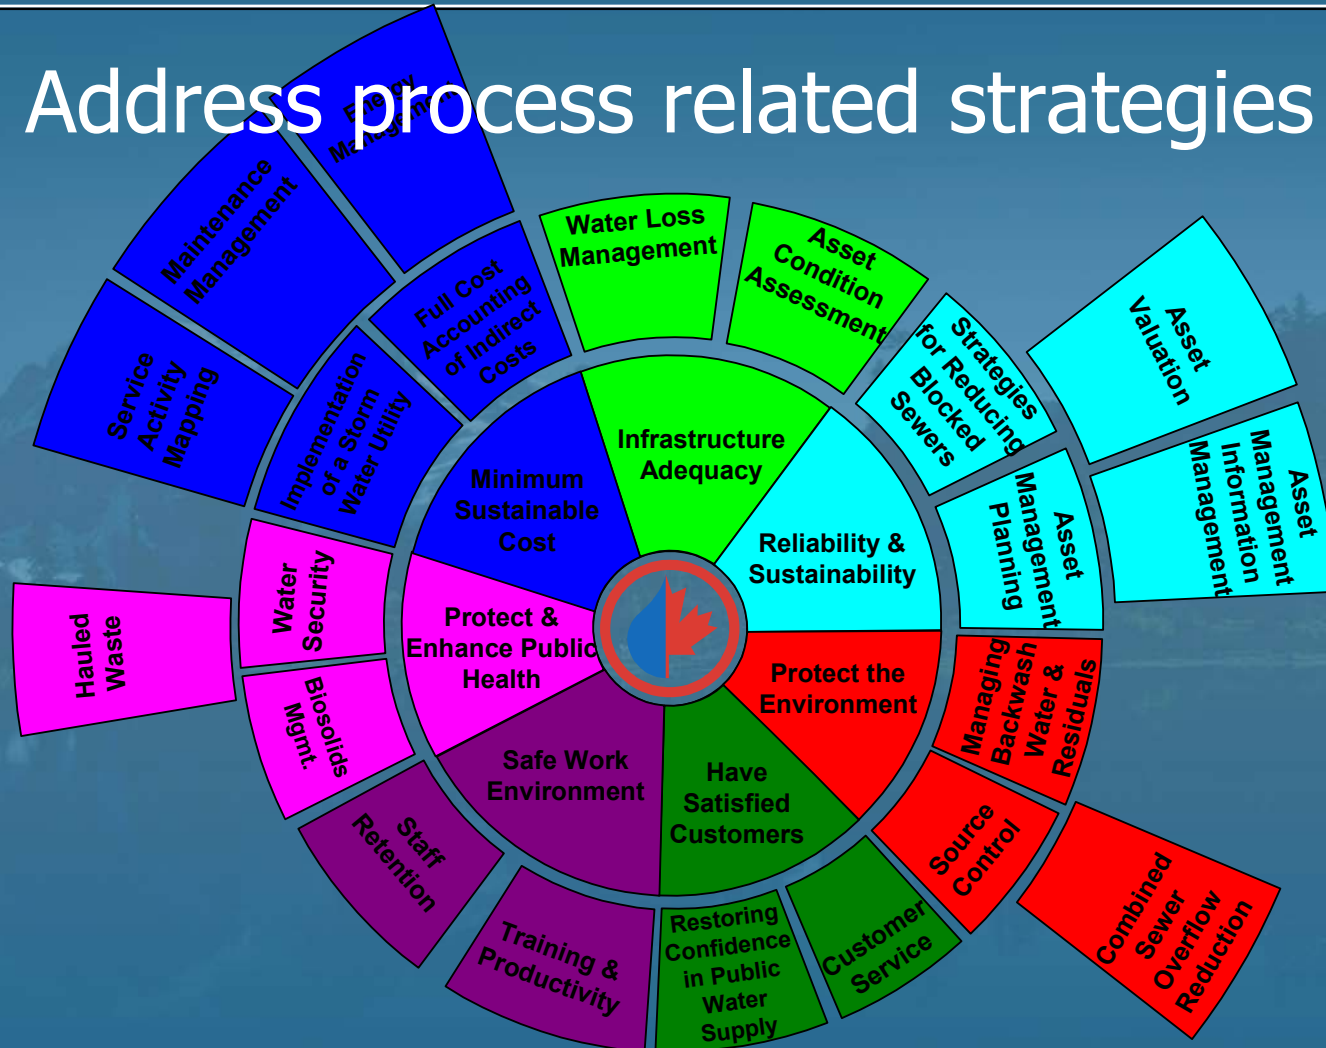 Address process related strategies
Energy
Management
Maintenance
Management
Service
Activity
Mapping
Full Cost
Accounting
of Indirect
Costs
Implementation
of a Storm
Water Utility
Water Loss
Management
Asset
Condition
Assessment
Strategies
for Reducing
Blocked
Sewers
Asset
Valuation
Asset
Management
Information
Management
Asset
Management
Planning
Infrastructure
Adequacy
Minimum
Sustainable
Cost
Reliability &
Sustainability
Protect &
Enhance Public
Health
Protect the
Environment
Safe Work
Environment
Have
Satisfied
Customers
Water
Security
Hauled
Waste
Biosolids
Mgmt.
Staff
Retention
Training &
Productivity
Restoring
Confidence
in Public
Water
Supply
Customer
Service
Source
Control
Managing
Backwash
Water &
Residuals
Combined
Sewer
Overflow
Reduction